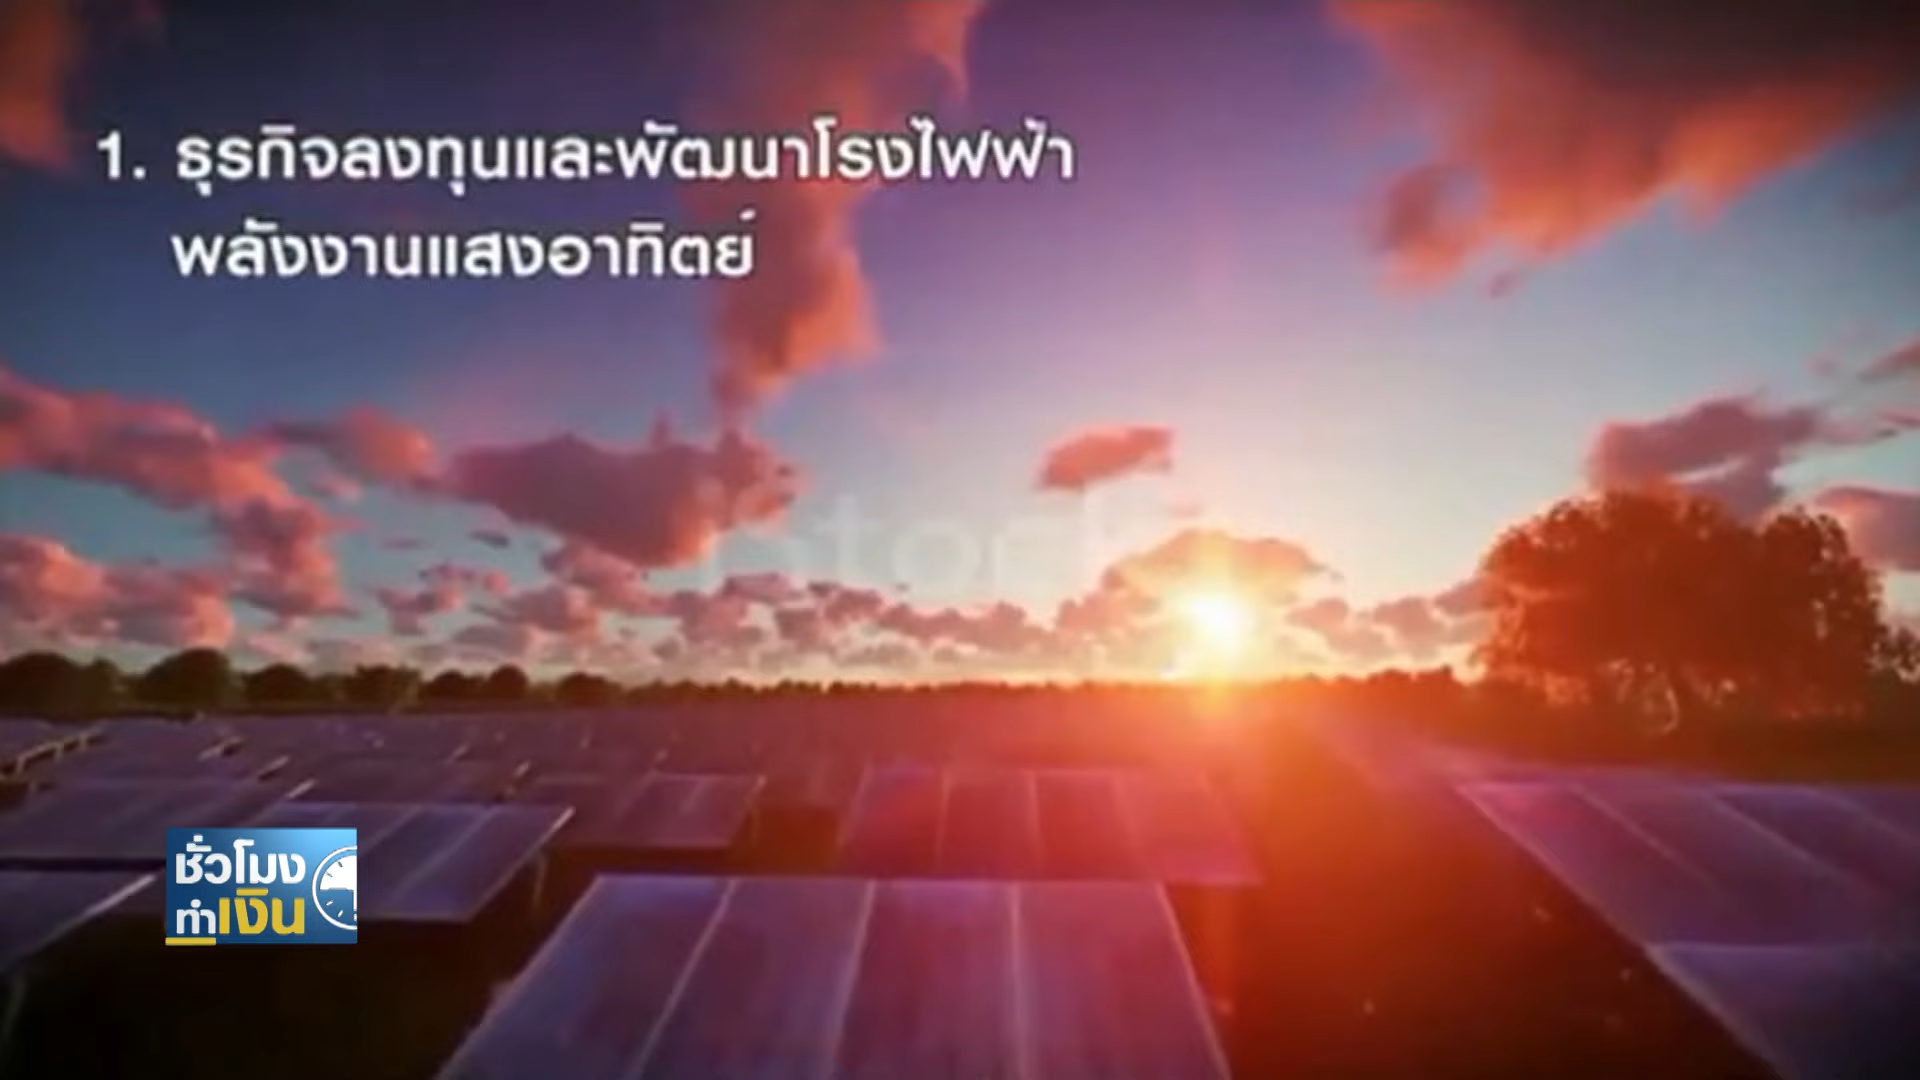 1. ธุรกิจลงทุนและพัฒนาโรงไฟฟ้า
พลังงานแสงอาทิตย์
ชั่วโมง
ทำเงิน